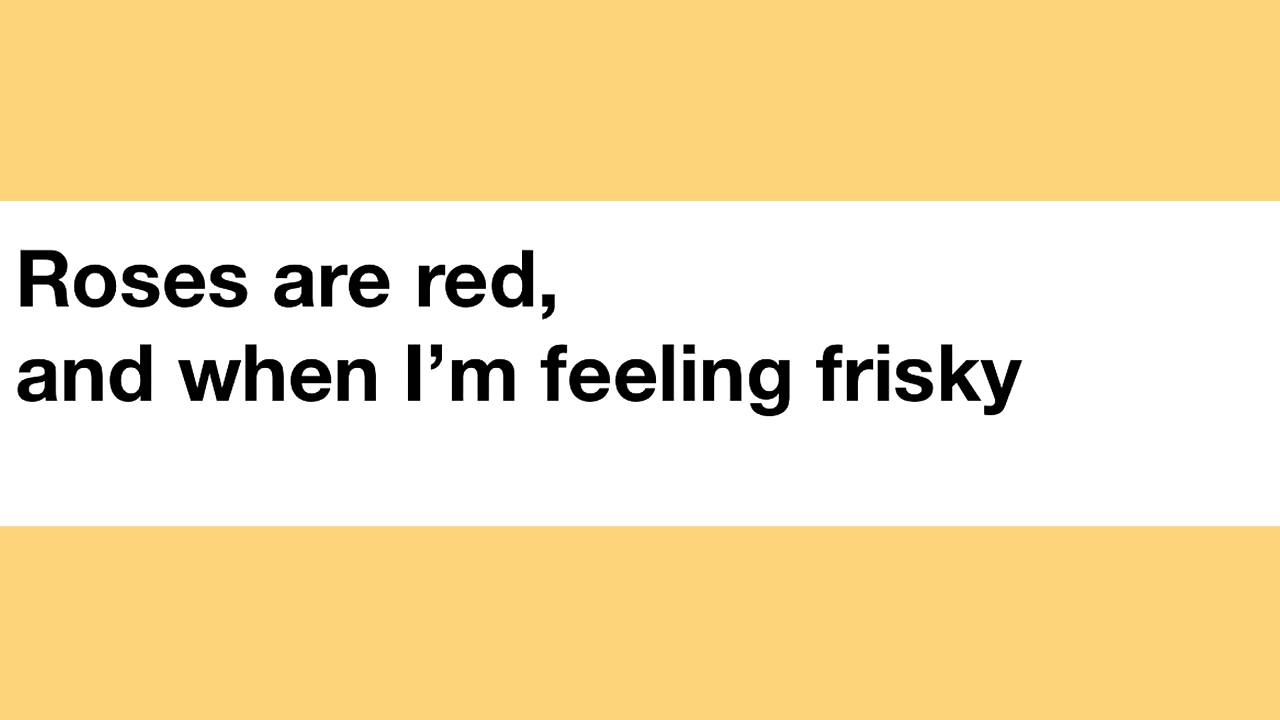 Roses are red,
and when I’m feeling frisky